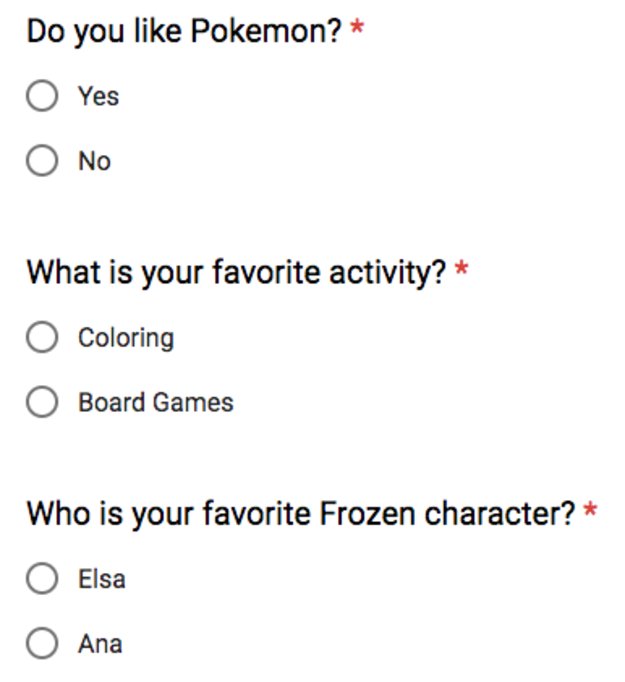 Do you like Pokemon? *
Yes
No
What is your favorite activity? *
Coloring
Board Games
Who is your favorite Frozen character? *
Elsa
Ana